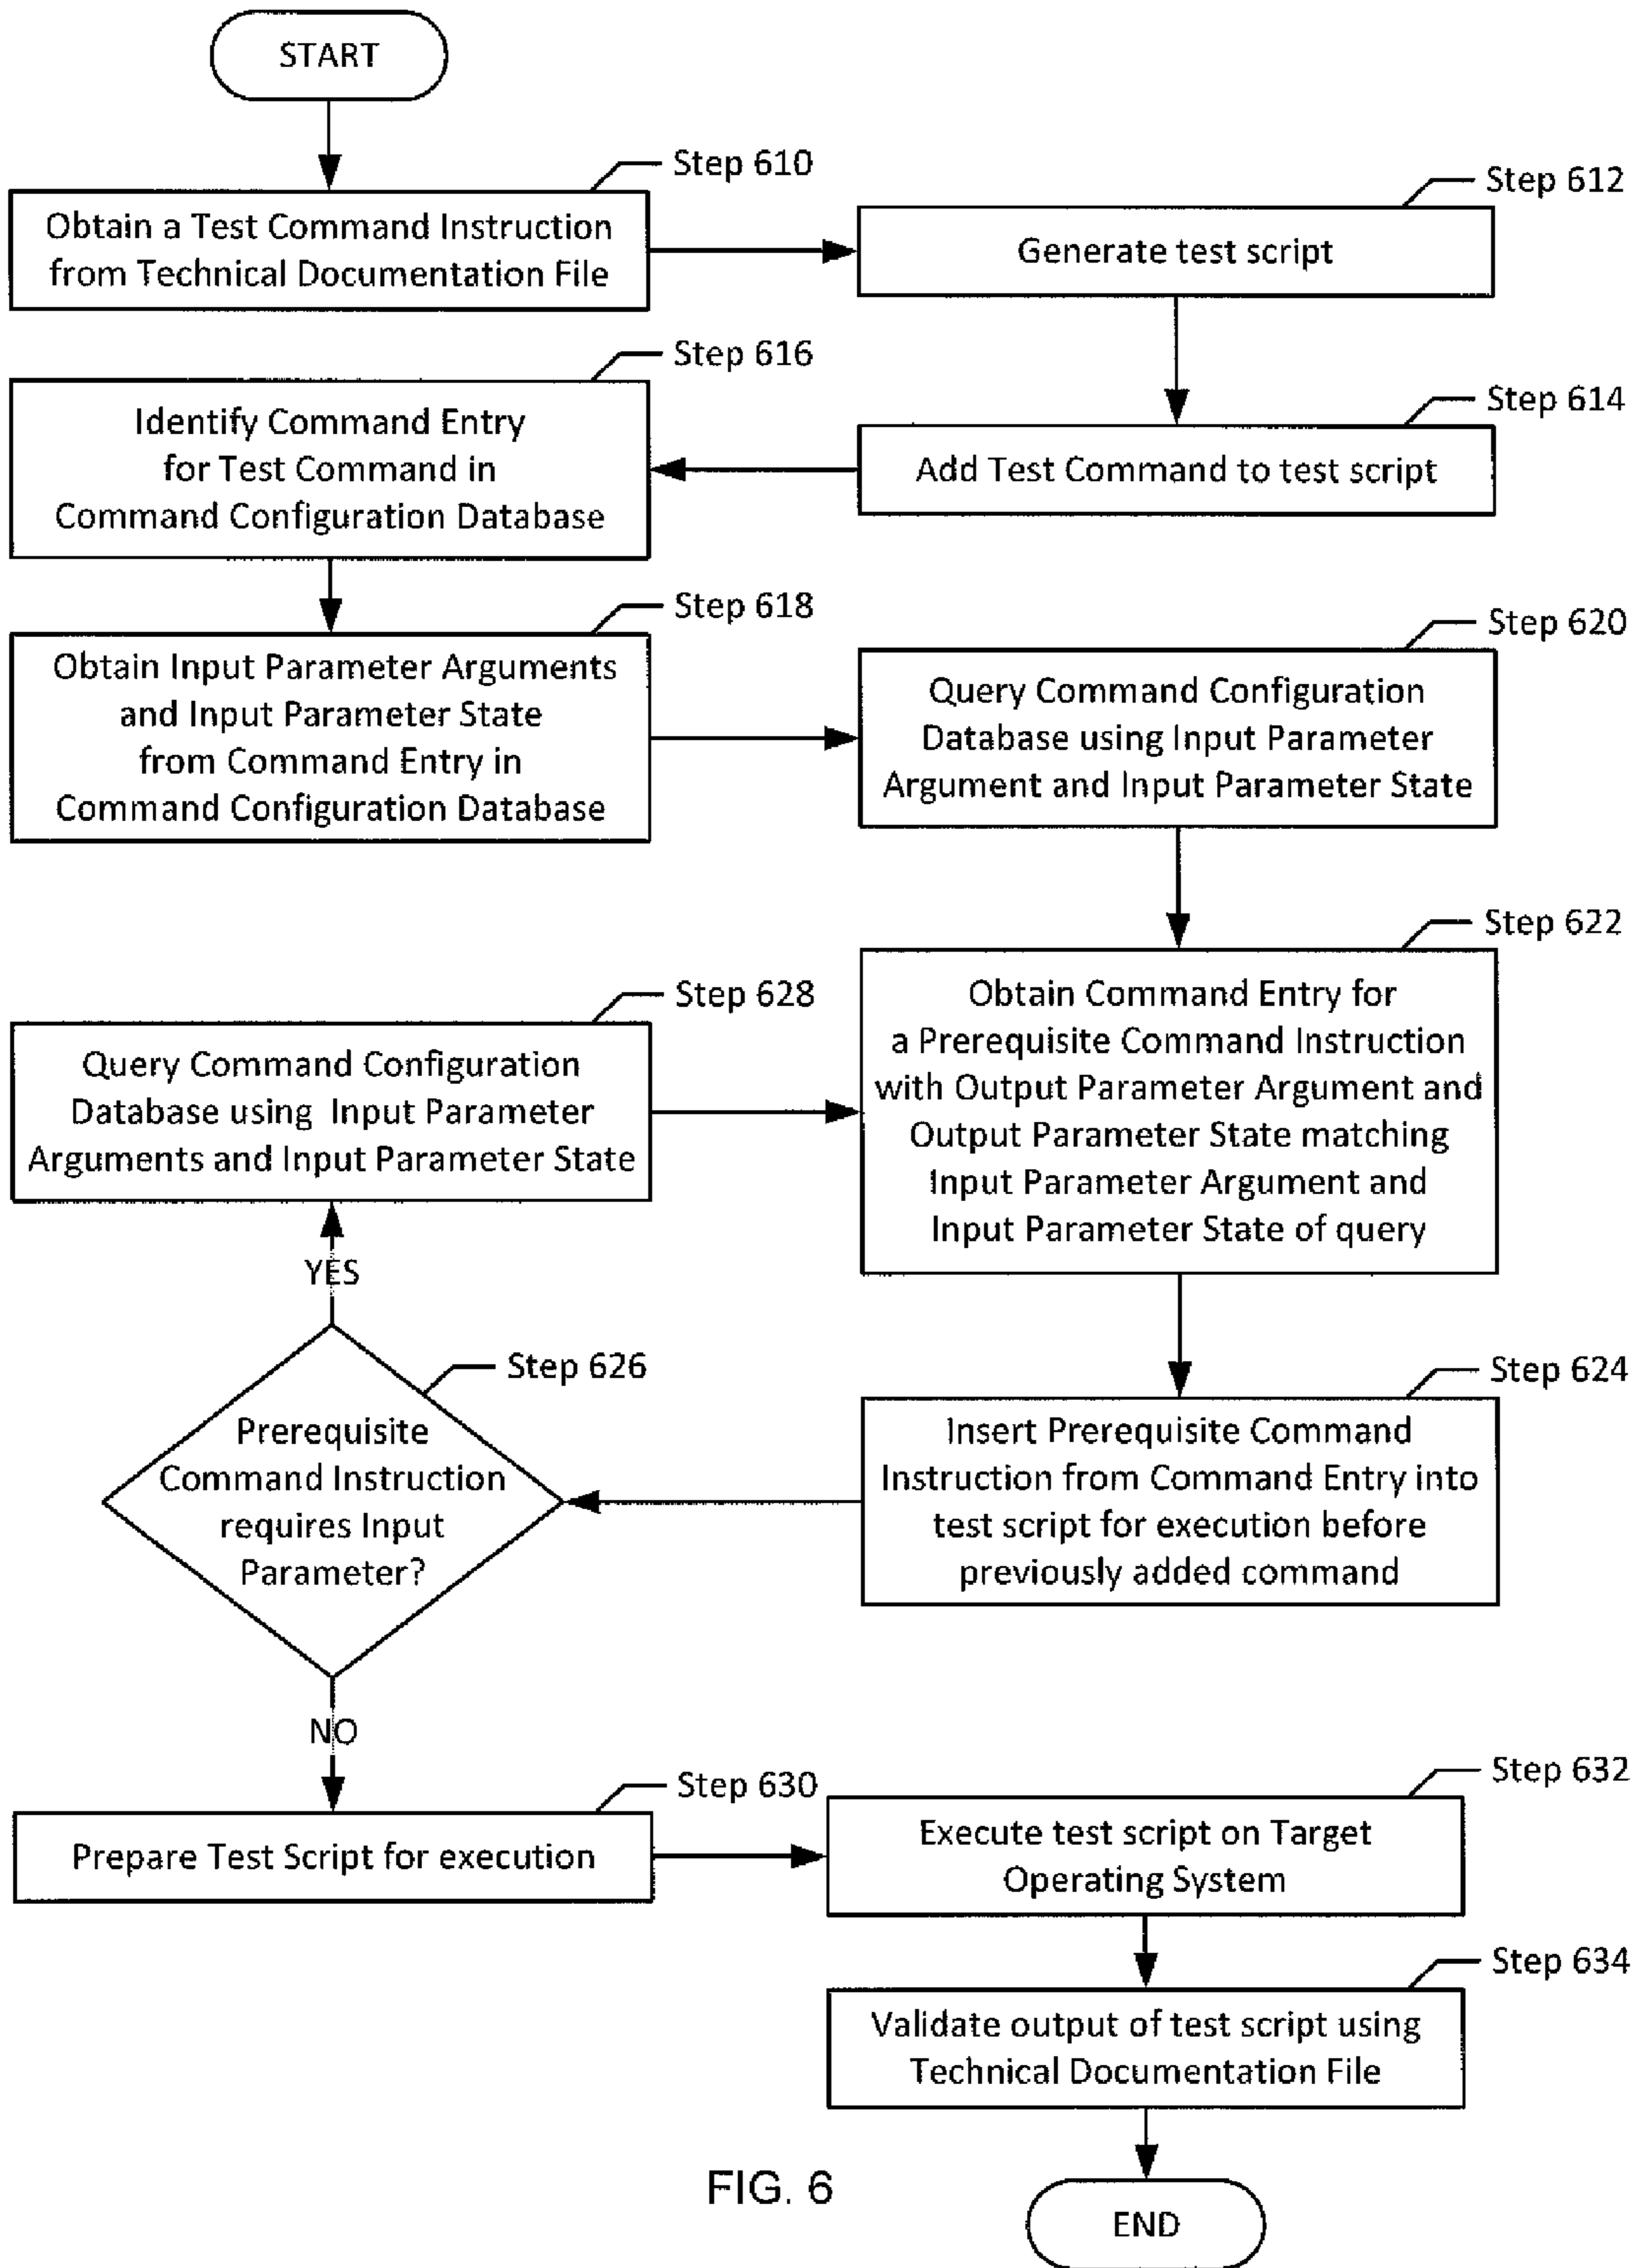 START
Step 610
Obtain a Test Command Instruction
from Technical Documentation File
Step 612
Generate test script
Step 614
Add Test Command to test script
Step 616
Identify Command Entry
for Test Command in
Command Configuration Database
Step 618
Obtain Input Parameter Arguments
and Input Parameter State
from Command Entry in
Command Configuration Database
Step 620
Query Command Configuration
Database using Input Parameter
Argument and Input Parameter State
Step 622
Obtain Command Entry for
a Prerequisite Command Instruction
with Output Parameter Argument and
Output Parameter State matching
Input Parameter Argument and
Input Parameter State of query
Step 624
Insert Prerequisite Command
Instruction from Command Entry into
test script for execution before
previously added command
Step 626
Prerequisite
Command Instruction
requires Input
Parameter?
YES
Step 628
Query Command Configuration
Database using Input Parameter
Arguments and Input Parameter State
NO
Step 630
Prepare Test Script for execution
Step 632
Execute test script on Target
Operating System
Step 634
Validate output of test script using
Technical Documentation File
END
FIG. 6